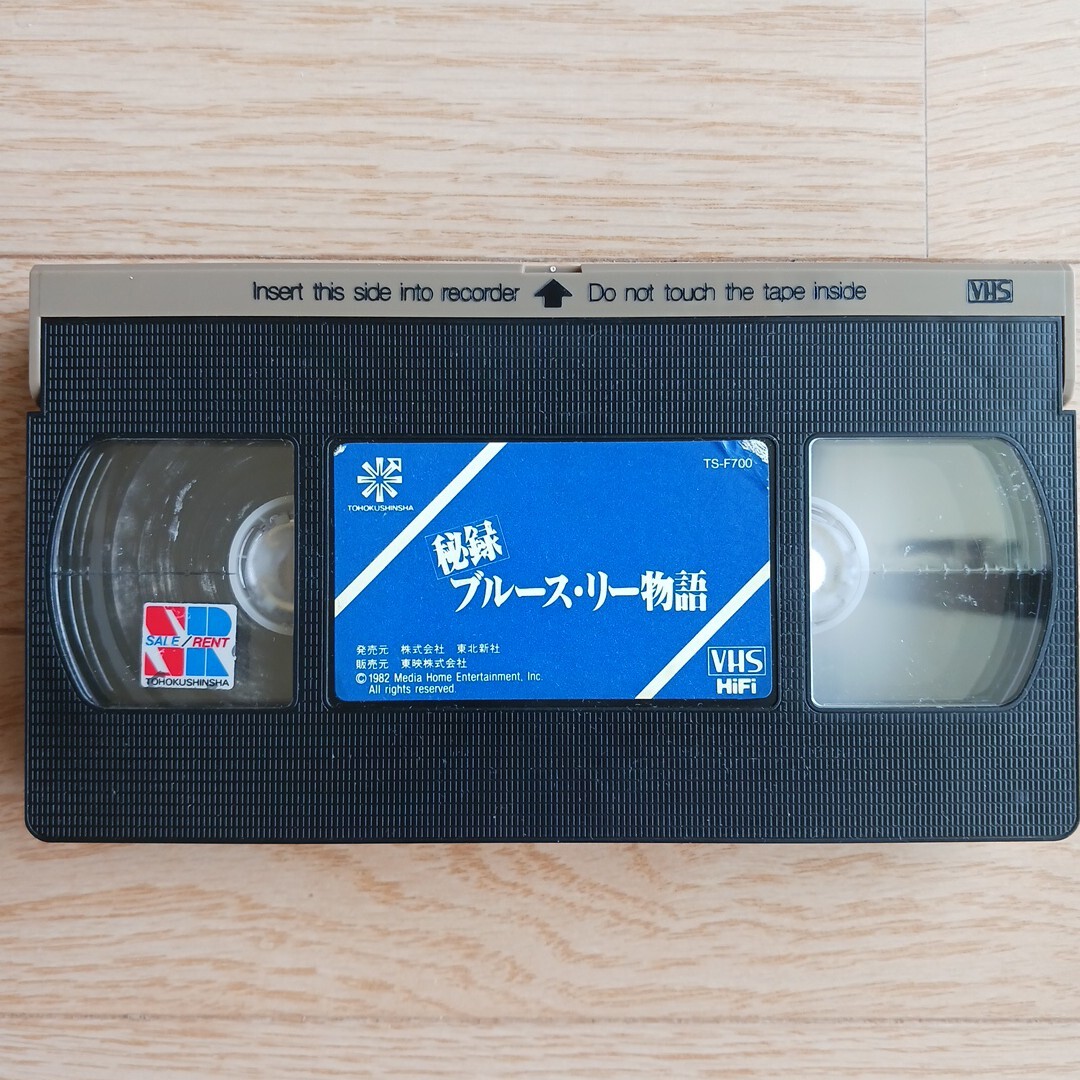 Insert this side into recorder Do not touch the tape inside VHS
TOHOKUSHINSHA
TS-F700
秘録
ブルース・リー物語
発売元 株式会社 東北新社
販売元 東映株式会社
©1982 Media Home Entertainment, Inc.
All rights reserved.
VHS
HiFi
SR
SALE/RENT
SR
TOHOKUSHINSHA